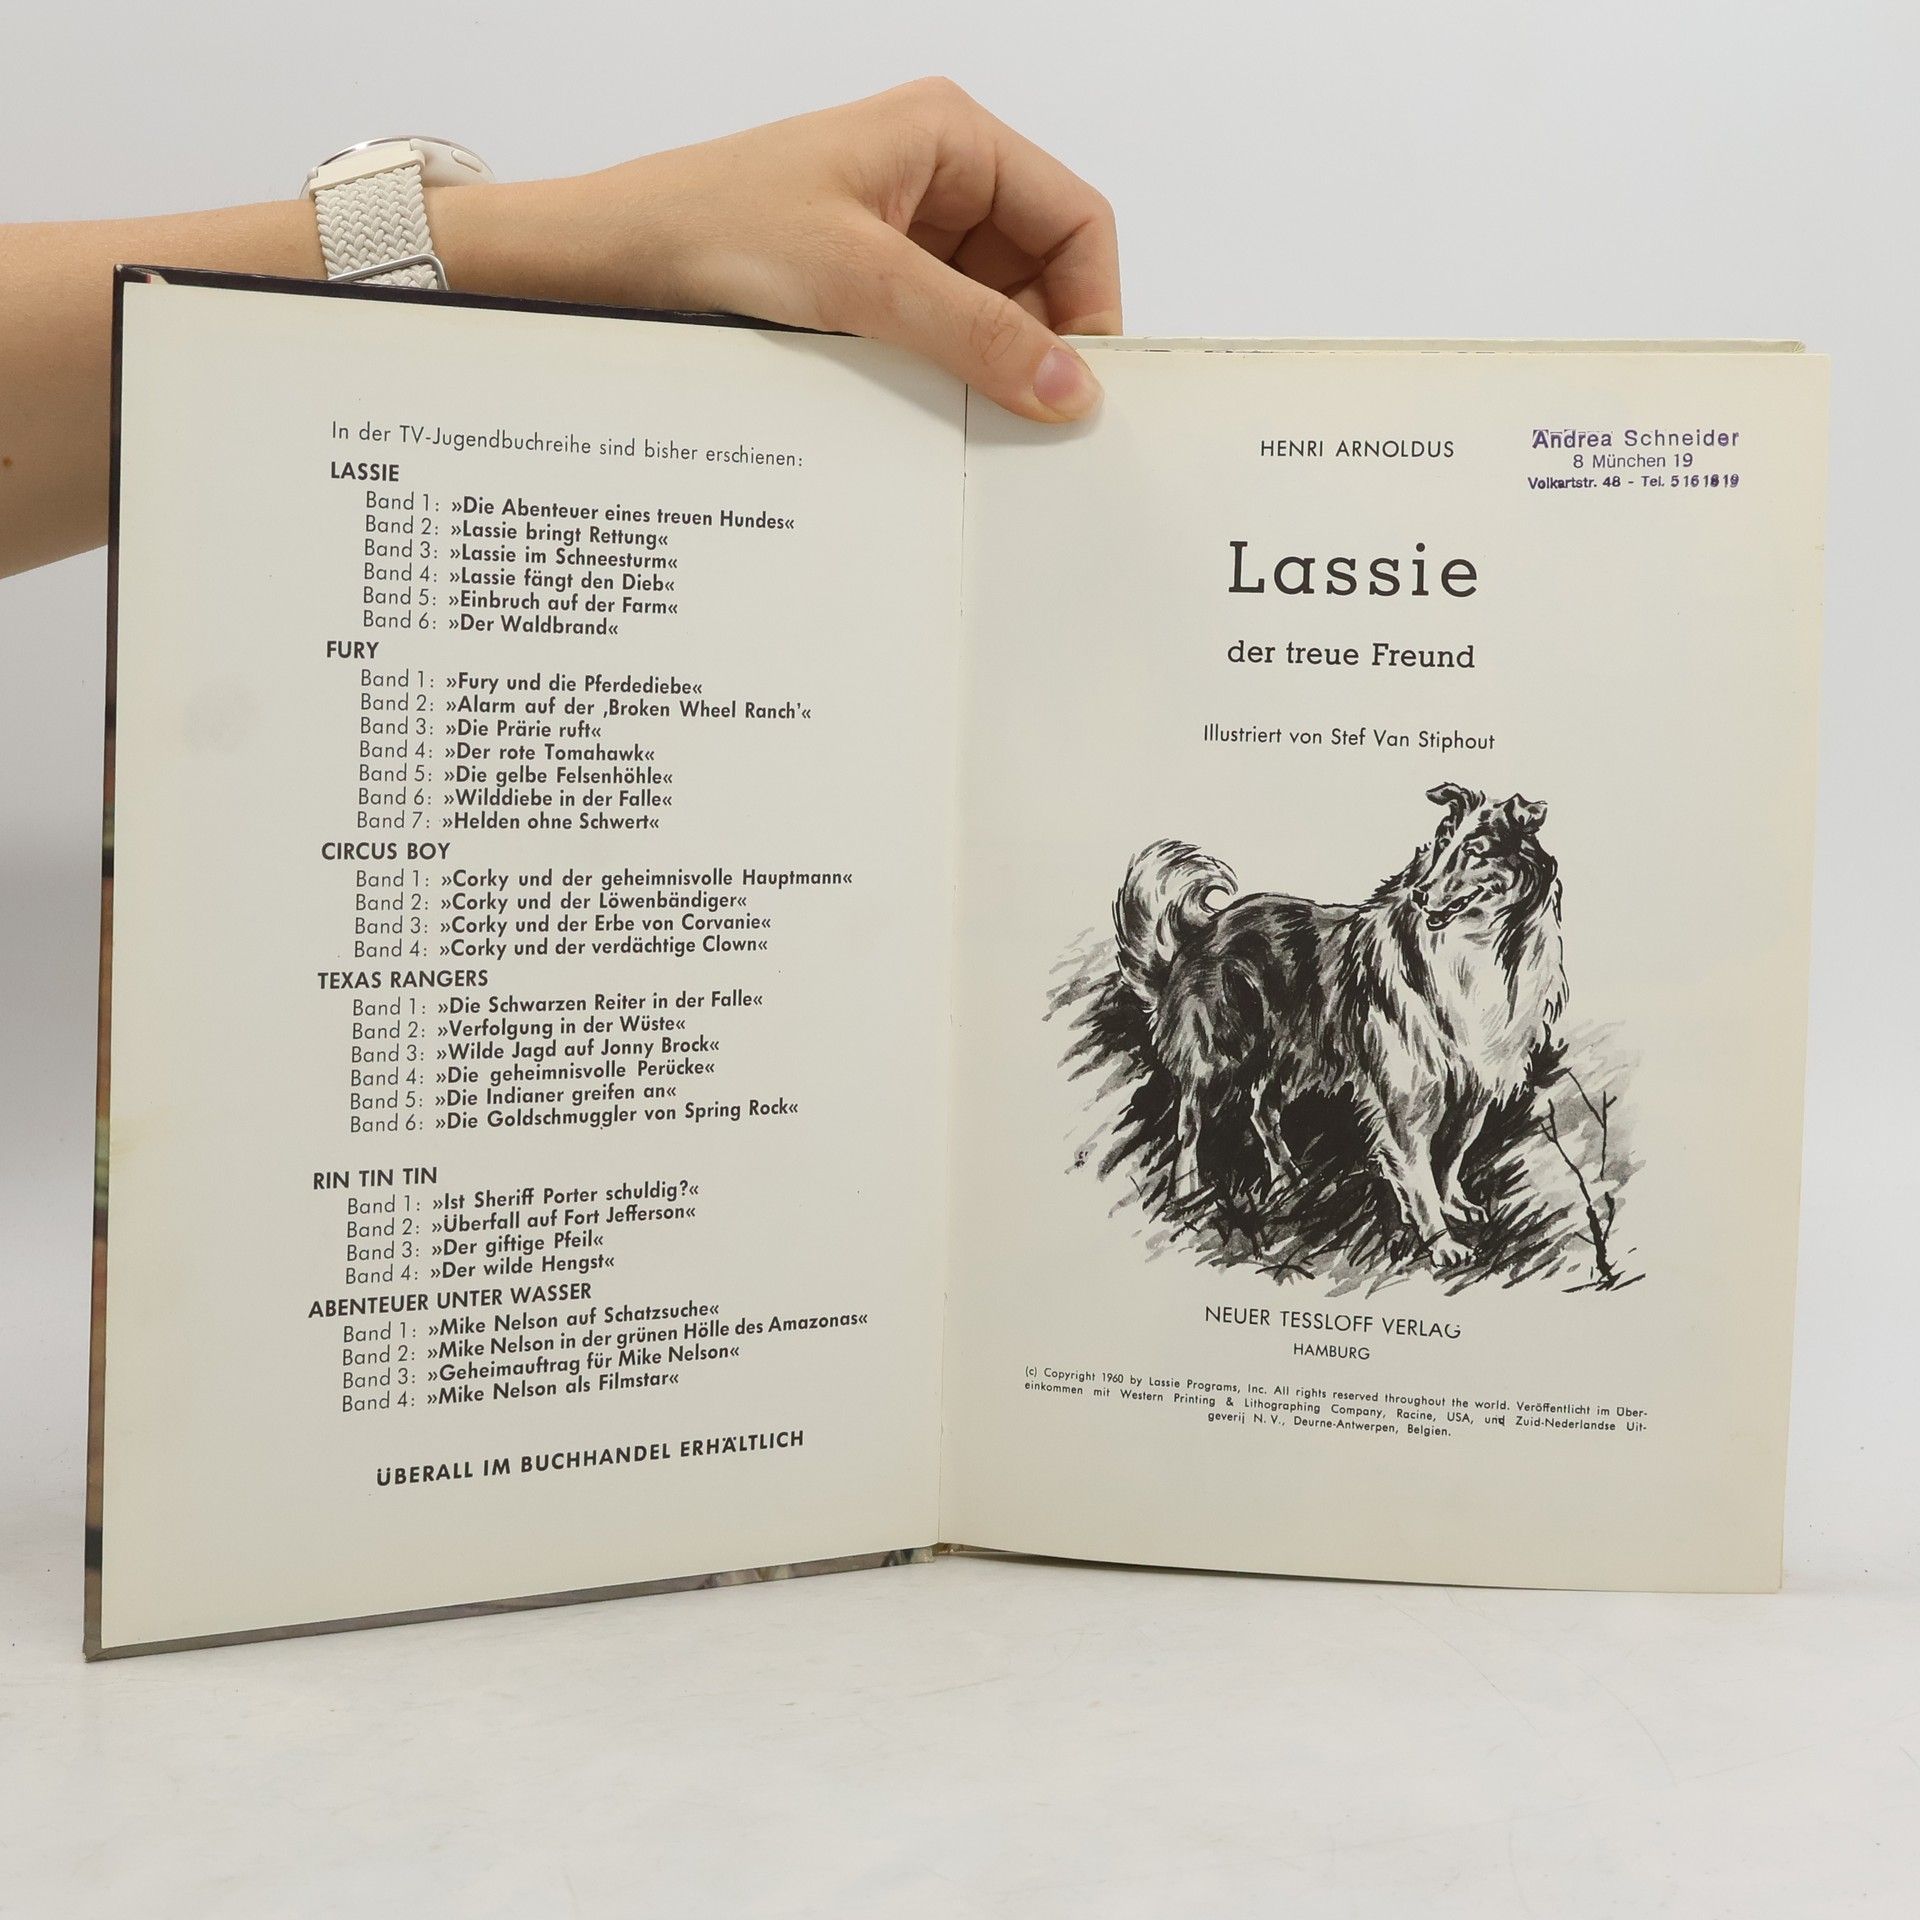 In der TV-Jugendbuchreihe sind bisher erschienen:
LASSIE
Band 1: »Die Abenteuer eines treuen Hundes«
Band 2: »Lassie bringt Rettung«
Band 3: »Lassie im Schneesturm«
Band 4: »Lassie fängt den Dieb«
Band 5: »Einbruch auf der Farm«
Band 6: »Der Waldbrand«
FURY
Band 1: »Fury und die Pferdediebe«
Band 2: »Alarm auf der ‚Broken Wheel Ranch'«
Band 3: »Die Prärie ruft«
Band 4: »Der rote Tomahawk«
Band 5: »Die gelbe Felsenhöhle«
Band 6: »Wilddiebe in der Falle«
Band 7: »Helden ohne Schwert«
CIRCUS BOY
Band 1: »Corky und der geheimnisvolle Hauptmann«
Band 2: »Corky und der Löwenbändiger«
Band 3: »Corky und der Erbe von Corvanie«
Band 4: »Corky und der verdächtige Clown«
TEXAS RANGERS
Band 1: »Die Schwarzen Reiter in der Falle«
Band 2: »Verfolgung in der Wüste«
Band 3: »Wilde Jagd auf Jonny Brock«
Band 4: »Die geheimnisvolle Perücke«
Band 5: »Die Indianer greifen an«
Band 6: »Die Goldschmuggler von Spring Rock«
RIN TIN TIN
Band 1: »Ist Sheriff Porter schuldig?«
Band 2: »Überfall auf Fort Jefferson«
Band 3: »Der giftige Pfeil«
Band 4: »Der wilde Hengst«
ABENTEUER UNTER WASSER
Band 1: »Mike Nelson auf Schatzsuche«
Band 2: »Mike Nelson in der grünen Hölle des Amazonas«
Band 3: »Geheimauftrag für Mike Nelson«
Band 4: »Mike Nelson als Filmstar«
ÜBERALL IM BUCHHANDEL ERHÄLTLICH
HENRI ARNOLDUS
Andrea Schneider
8 München 19
Volkartstr. 48 - Tel. 5161819
Lassie
der treue Freund
Illustriert von Stef Van Stiphout
NEUER TESSLOFF VERLAG
HAMBURG
(c) Copyright 1960 by Lassie Programs, Inc. All rights reserved throughout the world. Veröffentlicht im Über-
einkommen mit Western Printing & Lithographing Company, Racine, USA, und Zuid-Nederlandse Uit-
geverij N. V., Deurne-Antwerpen, Belgien.